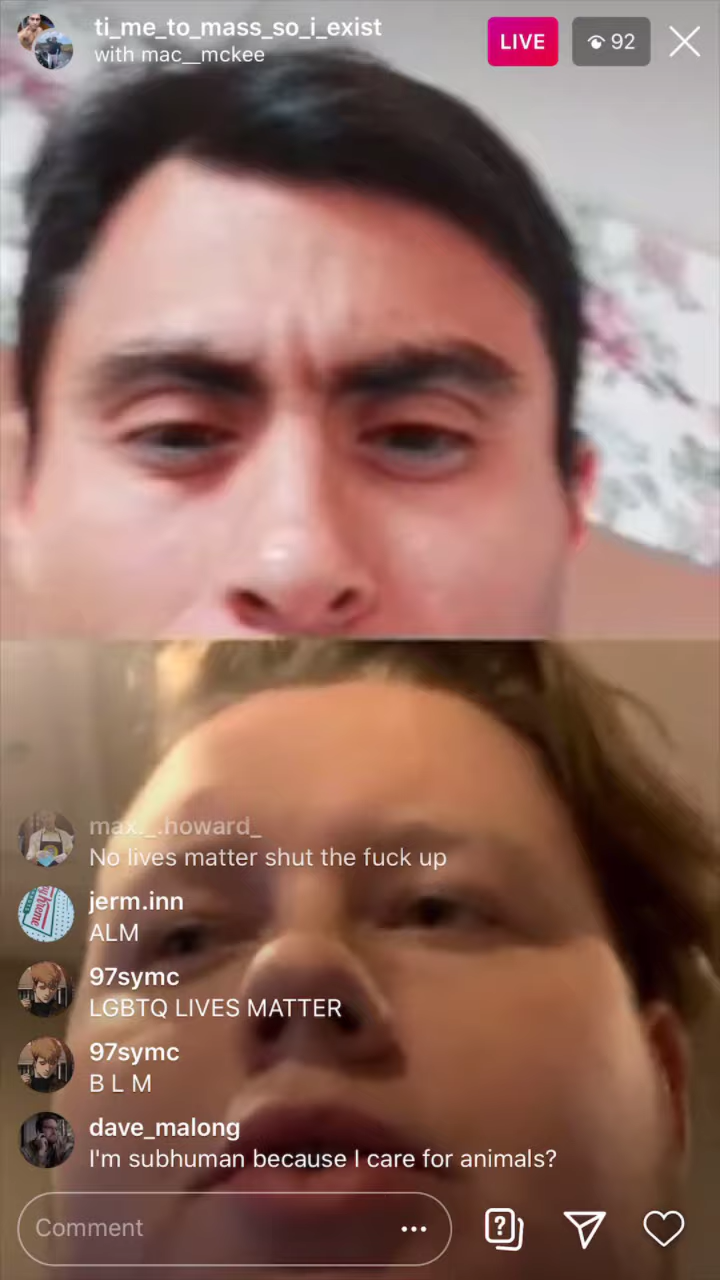 ti_me_to_mass_so_i_exist
with mac__mckee
LIVE
92
max._.howard_
No lives matter shut the fuck up
jerm.inn
ALM
97symc
LGBTQ LIVES MATTER
97symc
B L M
dave_malong
I'm subhuman because I care for animals?
Comment